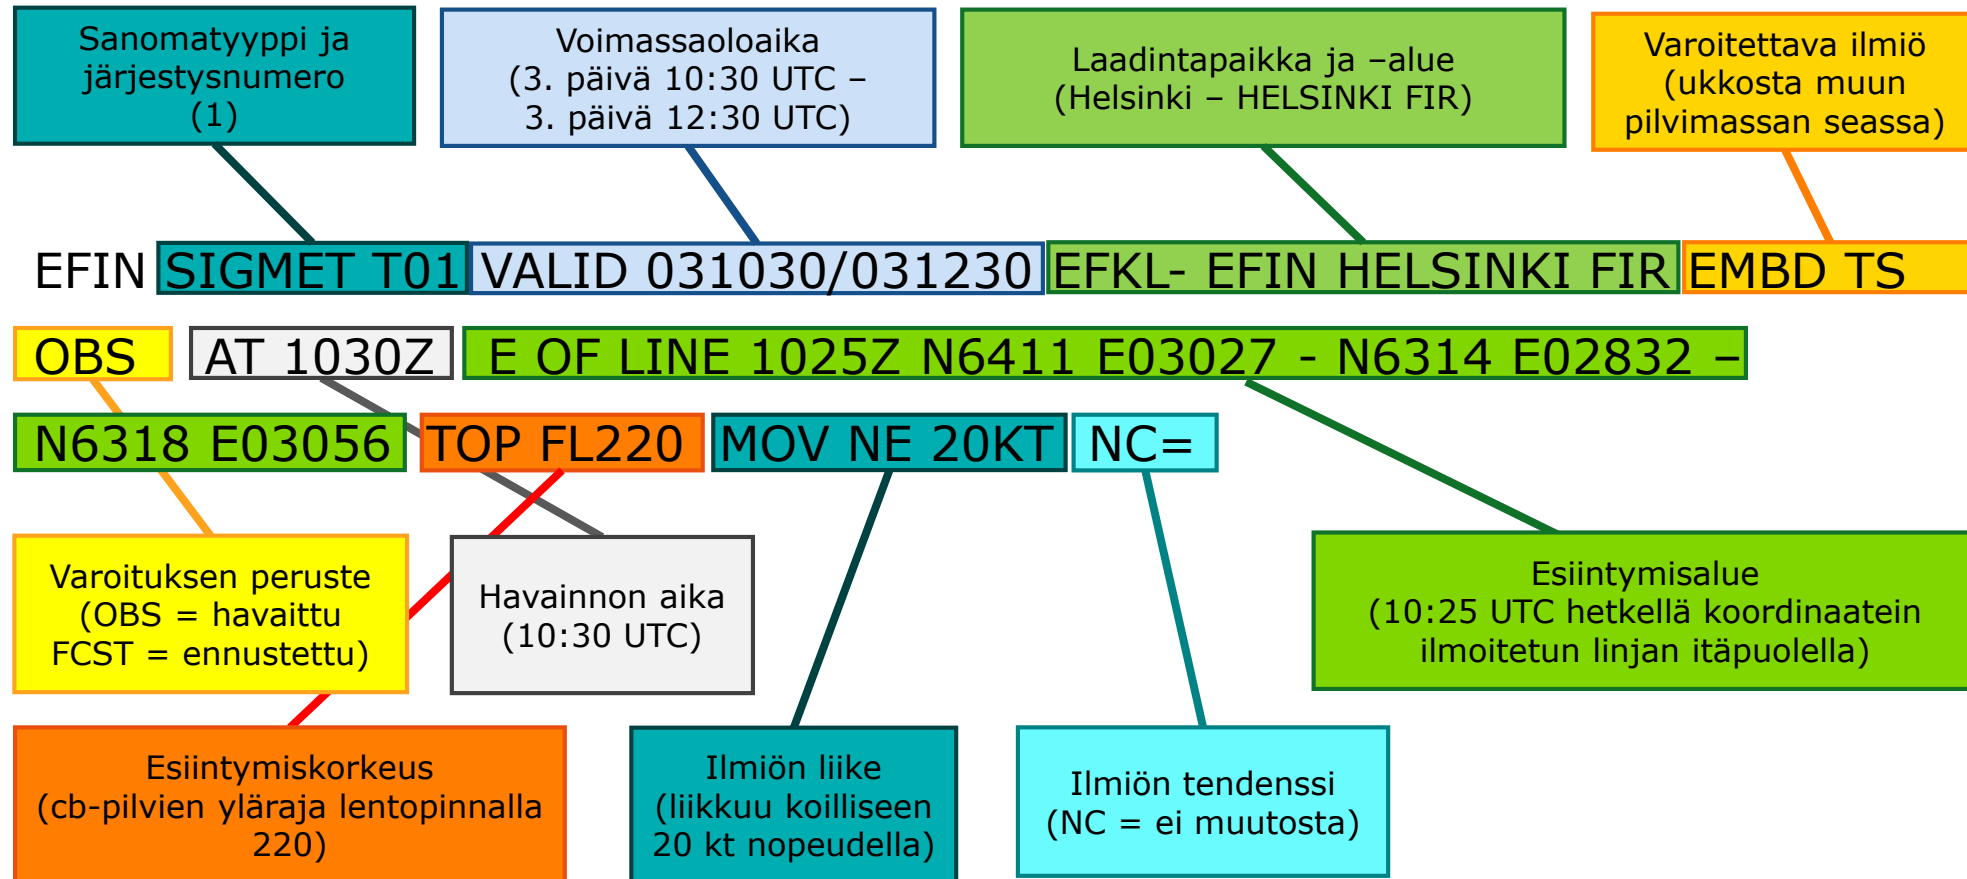 Sanomatyyppi ja
järjestysnumero
(1)
Voimassaoloaika
(3. päivä 10:30 UTC –
3. päivä 12:30 UTC)
Laadintapaikka ja –alue
(Helsinki – HELSINKI FIR)
Varoitettava ilmiö
(ukkosta muun
pilvimassan seassa)
EFIN SIGMET T01 VALID 031030/031230 EFKL- EFIN HELSINKI FIR EMBD TS
OBS AT 1030Z E OF LINE 1025Z N6411 E03027 - N6314 E02832 –
N6318 E03056 TOP FL220 MOV NE 20KT NC=
Varoituksen peruste
(OBS = havaittu
FCST = ennustettu)
Havainnon aika
(10:30 UTC)
Esiintymisalue
(10:25 UTC hetkellä koordinaatein
ilmoitetun linjan itäpuolella)
Esiintymiskorkeus
(cb-pilvien yläraja lentopinnalla
220)
Ilmiön liike
(liikkuu koilliseen
20 kt nopeudella)
Ilmiön tendenssi
(NC = ei muutosta)